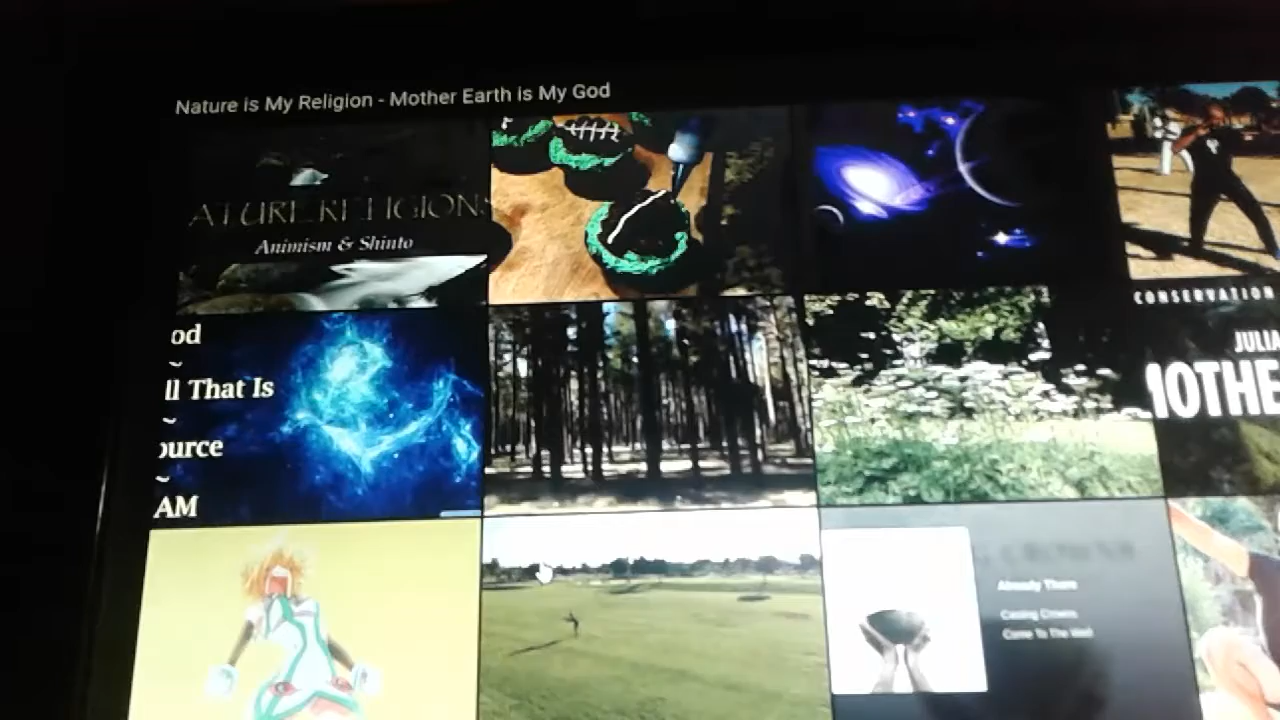 Nature is My Religion - Mother Earth is My God
ATURE RELIGIONS
Animism & Shinto
CONSERVATION
JULIA
MOTHE
od
~
ll That Is
~
ource
~
AM
Already There
Casting Crowns
Come To The Well